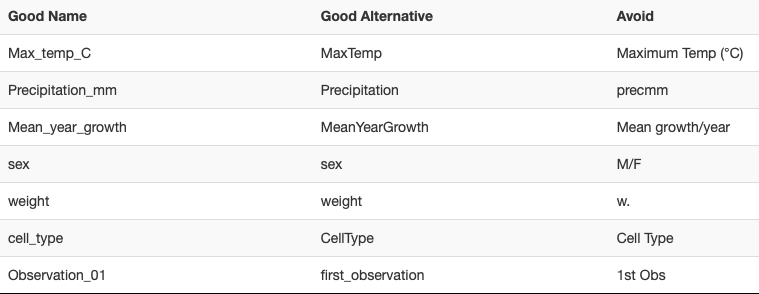 Good Name Good Alternative Avoid
Max_temp_C MaxTemp Maximum Temp (°C)
Precipitation_mm Precipitation precmm
Mean_year_growth MeanYearGrowth Mean growth/year
sex sex M/F
weight weight w.
cell_type CellType Cell Type
Observation_01 first_observation 1st Obs